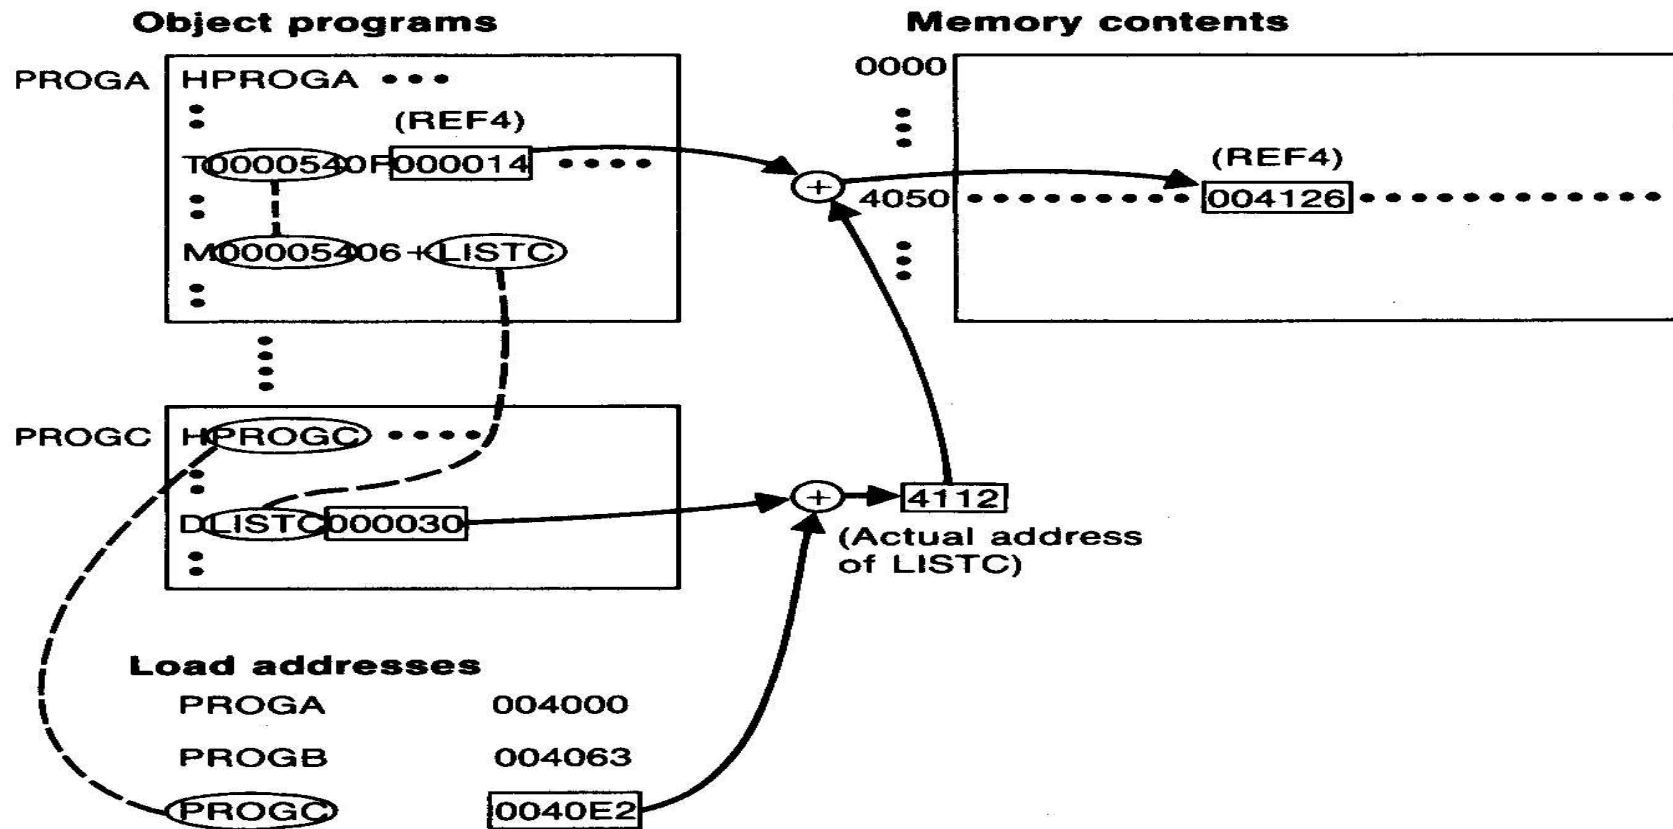 Object programs
PROGA
HPROGA
(REF4)
T0000540F000014
M00005406+LISTC
PROGC
HPROGC
DLISTC000030
Load addresses
PROGA 004000
PROGB 004063
PROGC 0040E2
Memory contents
0000
(REF4)
4050 004126
+
+
4112
(Actual address
of LISTC)